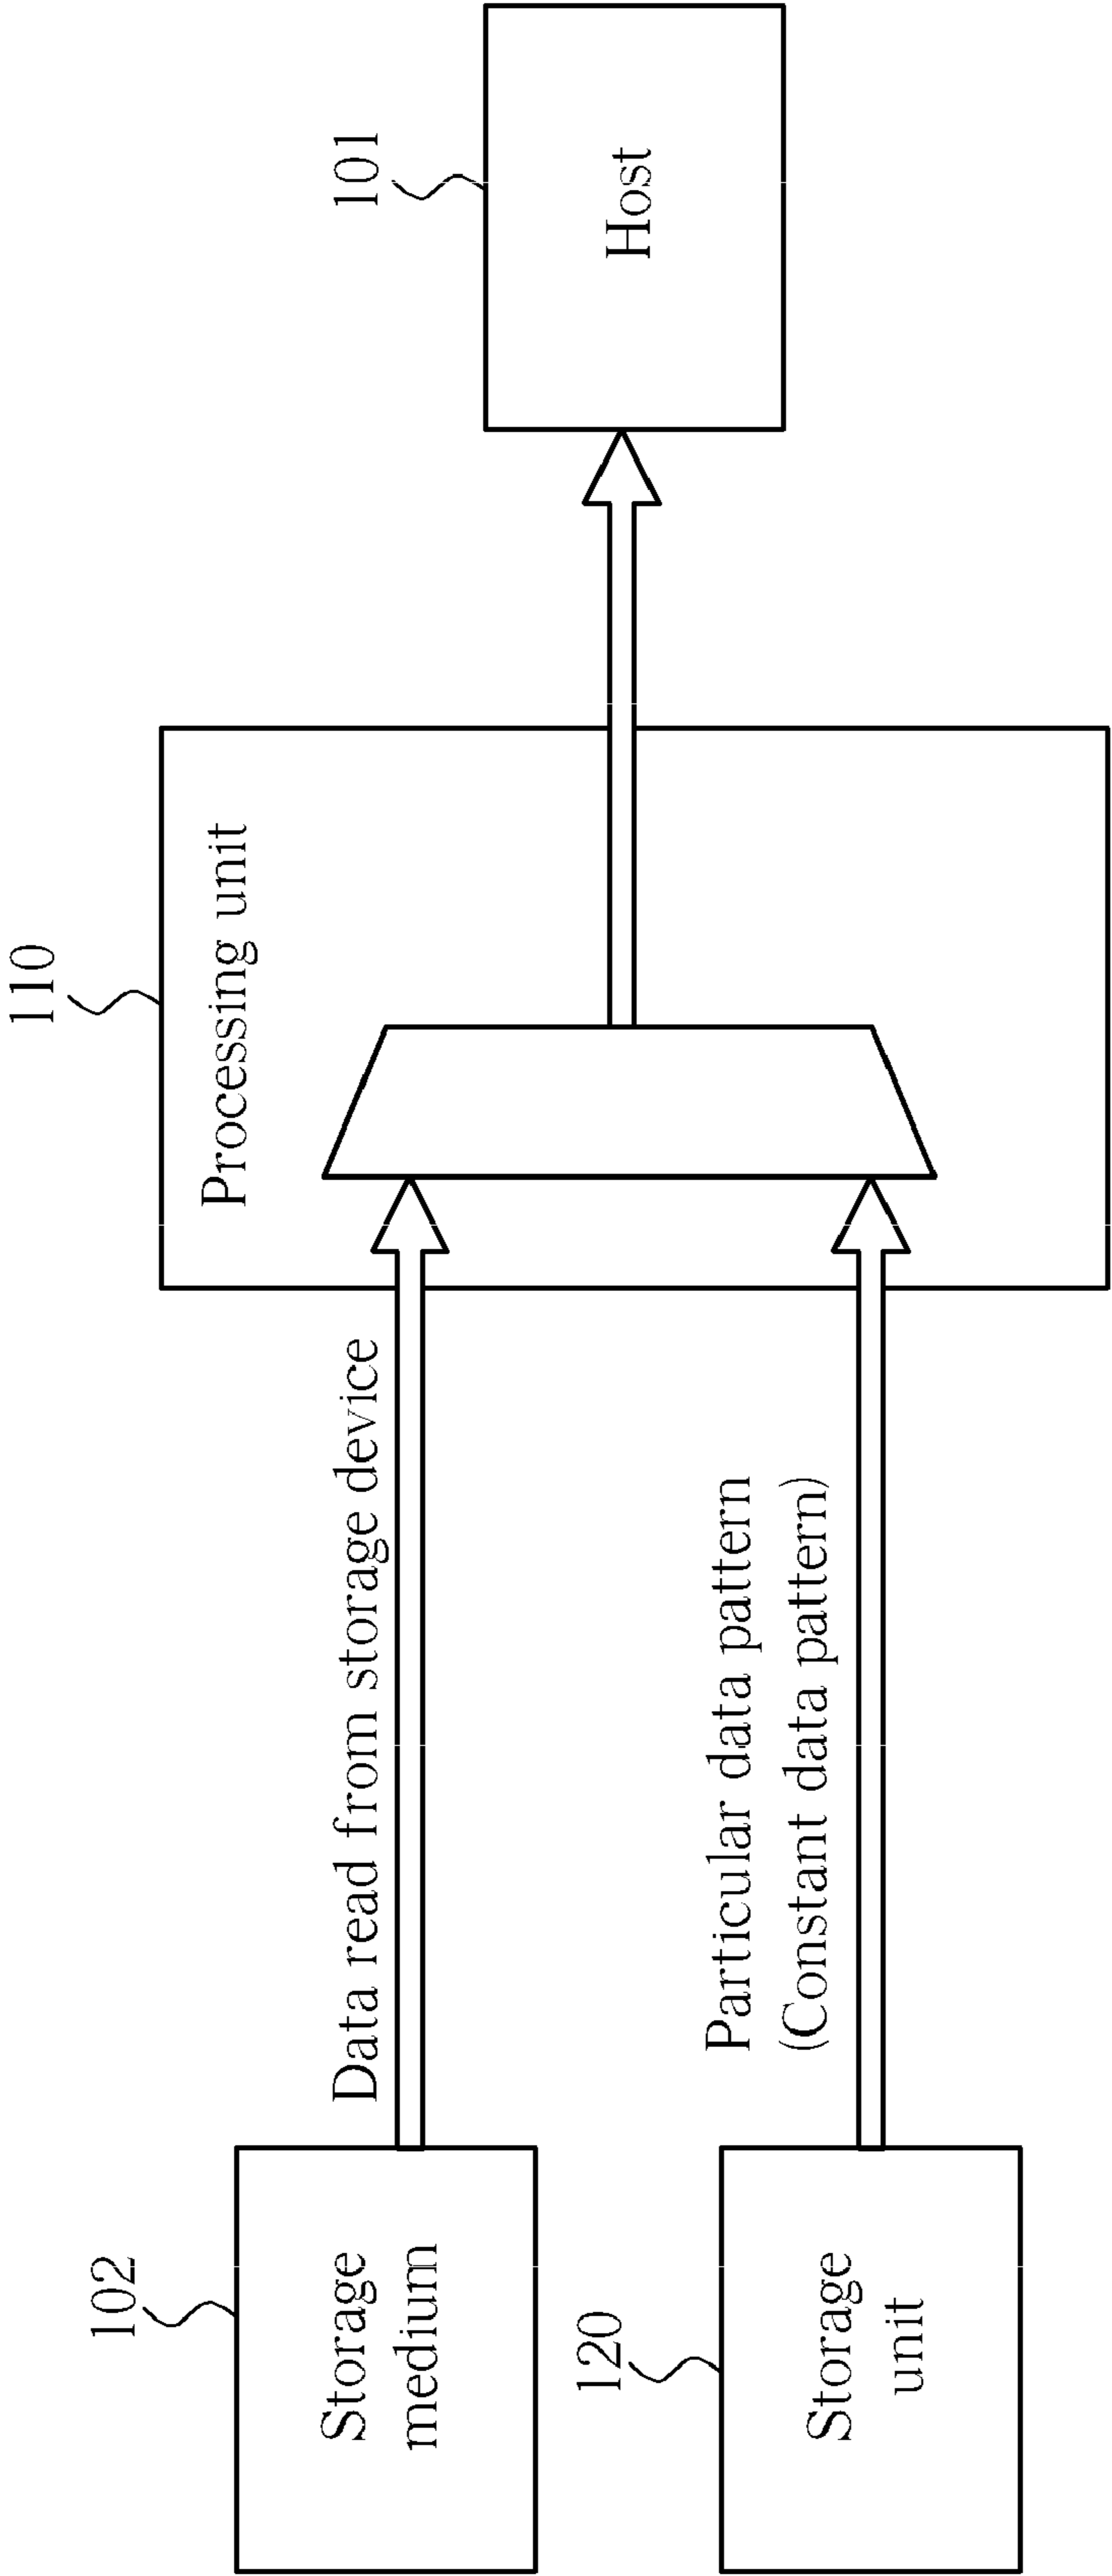 102
Storage
medium
Data read from storage device
120
Storage
unit
Particular data pattern
(Constant data pattern)
110
Processing unit
101
Host